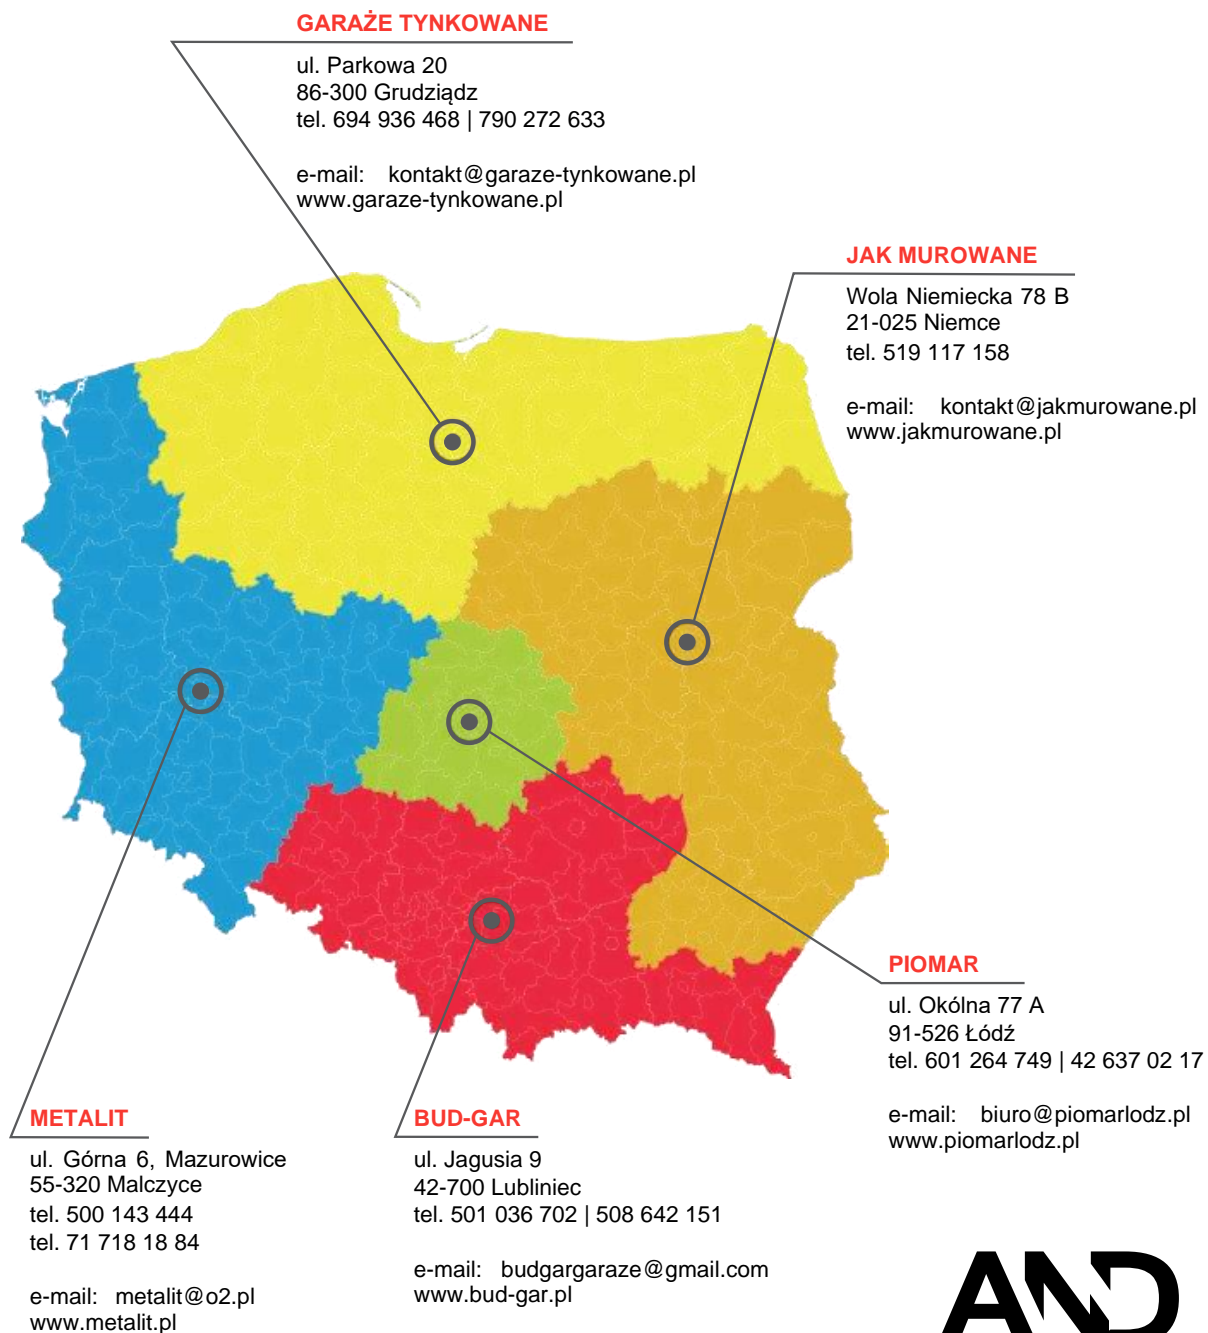 GARAŻE TYNKOWANE
ul. Parkowa 20
86-300 Grudziądz
tel. 694 936 468 | 790 272 633
e-mail: kontakt@garaze-tynkowane.pl
www.garaze-tynkowane.pl
JAK MUROWANE
Wola Niemiecka 78 B
21-025 Niemce
tel. 519 117 158
e-mail: kontakt@jakmurowane.pl
www.jakmurowane.pl
PIOMAR
ul. Okólna 77 A
91-526 Łódź
tel. 601 264 749 | 42 637 02 17
e-mail: biuro@piomarlodz.pl
www.piomarlodz.pl
METALIT
ul. Górna 6, Mazurowice
55-320 Malczyce
tel. 500 143 444
tel. 71 718 18 84
e-mail: metalit@o2.pl
www.metalit.pl
BUD-GAR
ul. Jagusia 9
42-700 Lubliniec
tel. 501 036 702 | 508 642 151
e-mail: budgargaraze@gmail.com
www.bud-gar.pl
AND